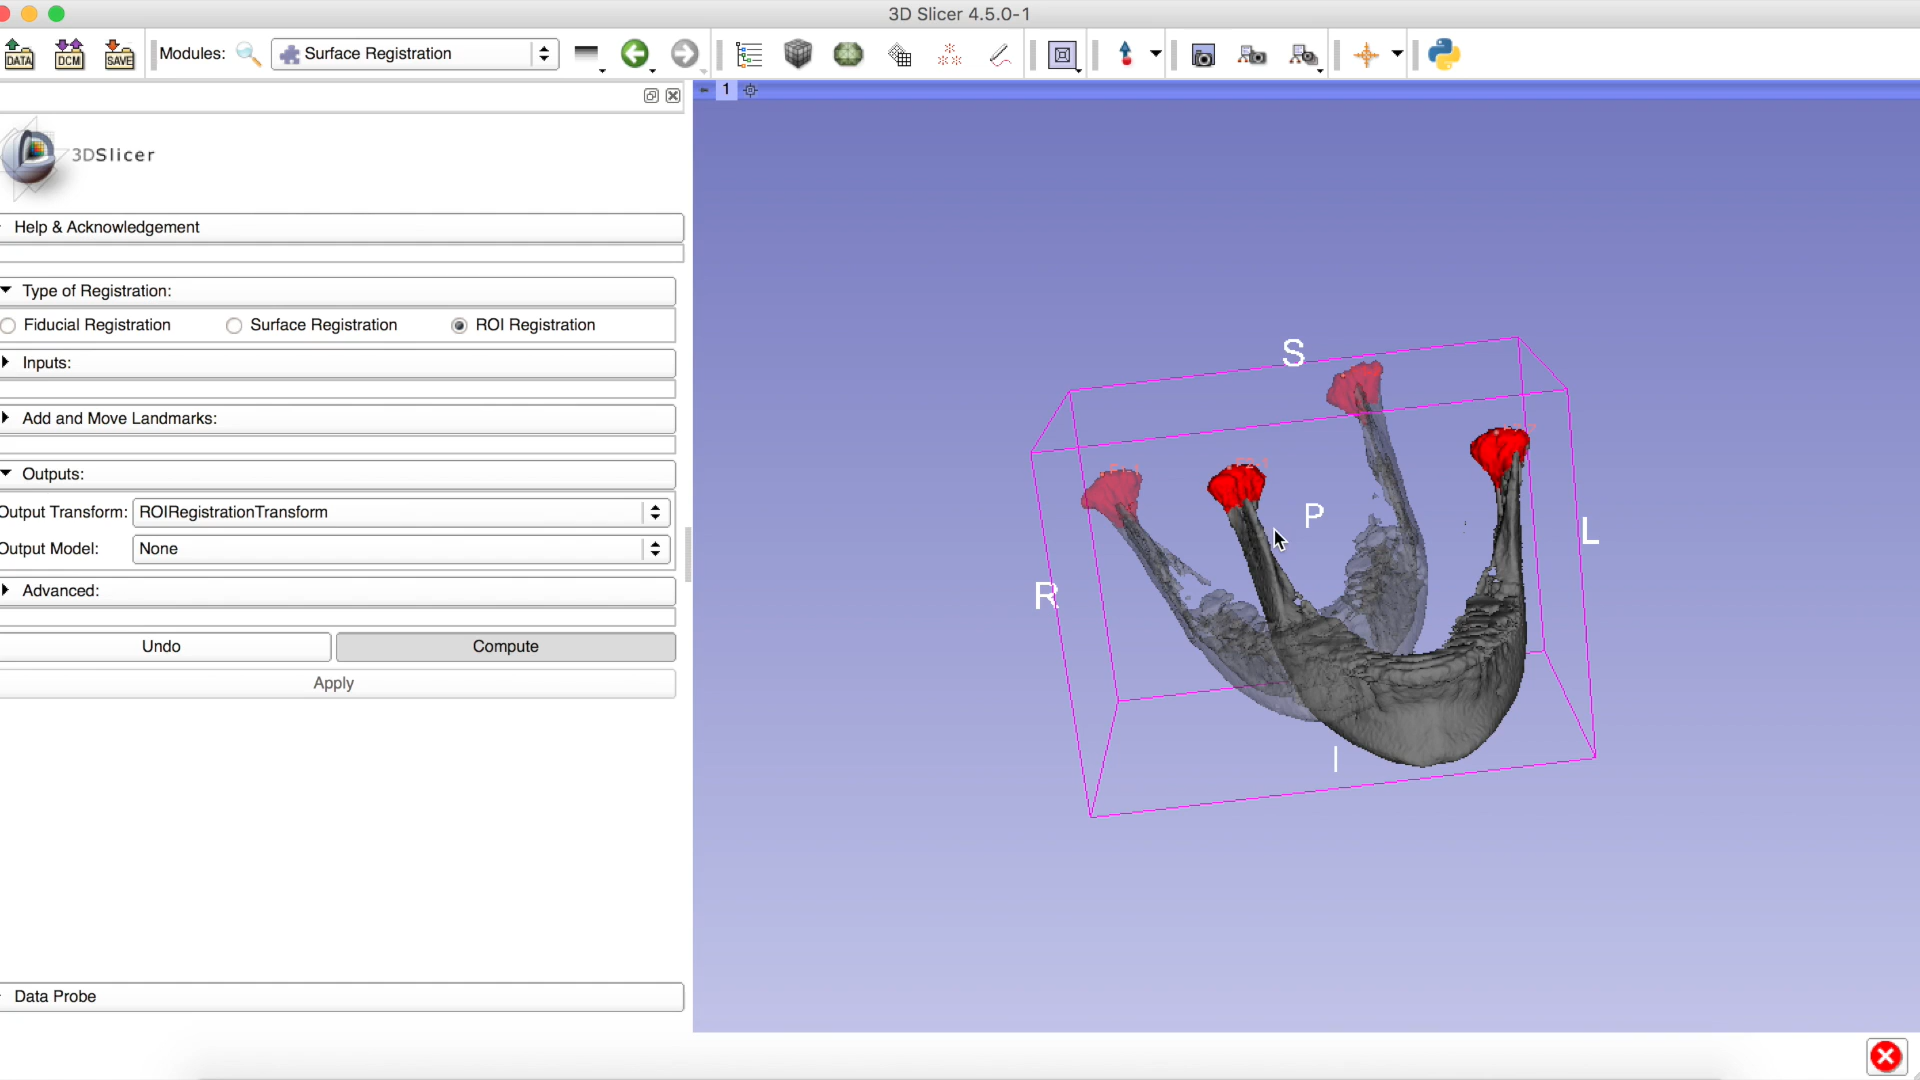 3D Slicer 4.5.0-1
DATA
DCM
SAVE
Modules:
Surface Registration
1
3DSlicer
Help & Acknowledgement
Type of Registration:
Fiducial Registration
Surface Registration
ROI Registration
Inputs:
Add and Move Landmarks:
Outputs:
Output Transform:
ROIRegistrationTransform
Output Model:
None
Advanced:
Undo
Compute
Apply
Data Probe
S
P
L
R
I